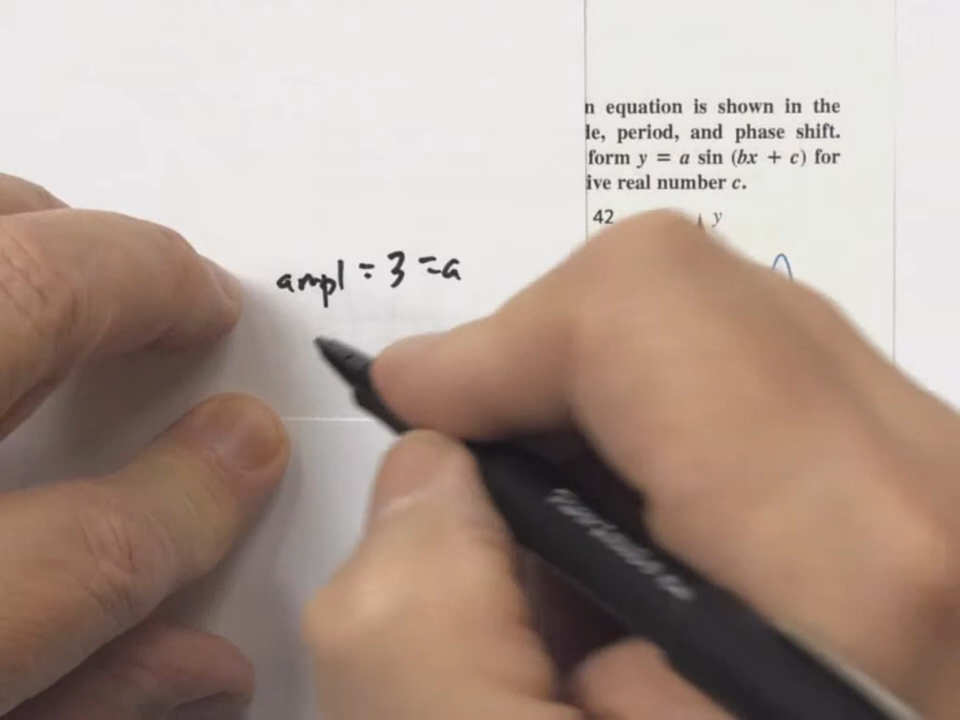 n equation is shown in the
le, period, and phase shift.
form y = a sin (bx + c) for
ive real number c.
42
y
ampl = 3 = a